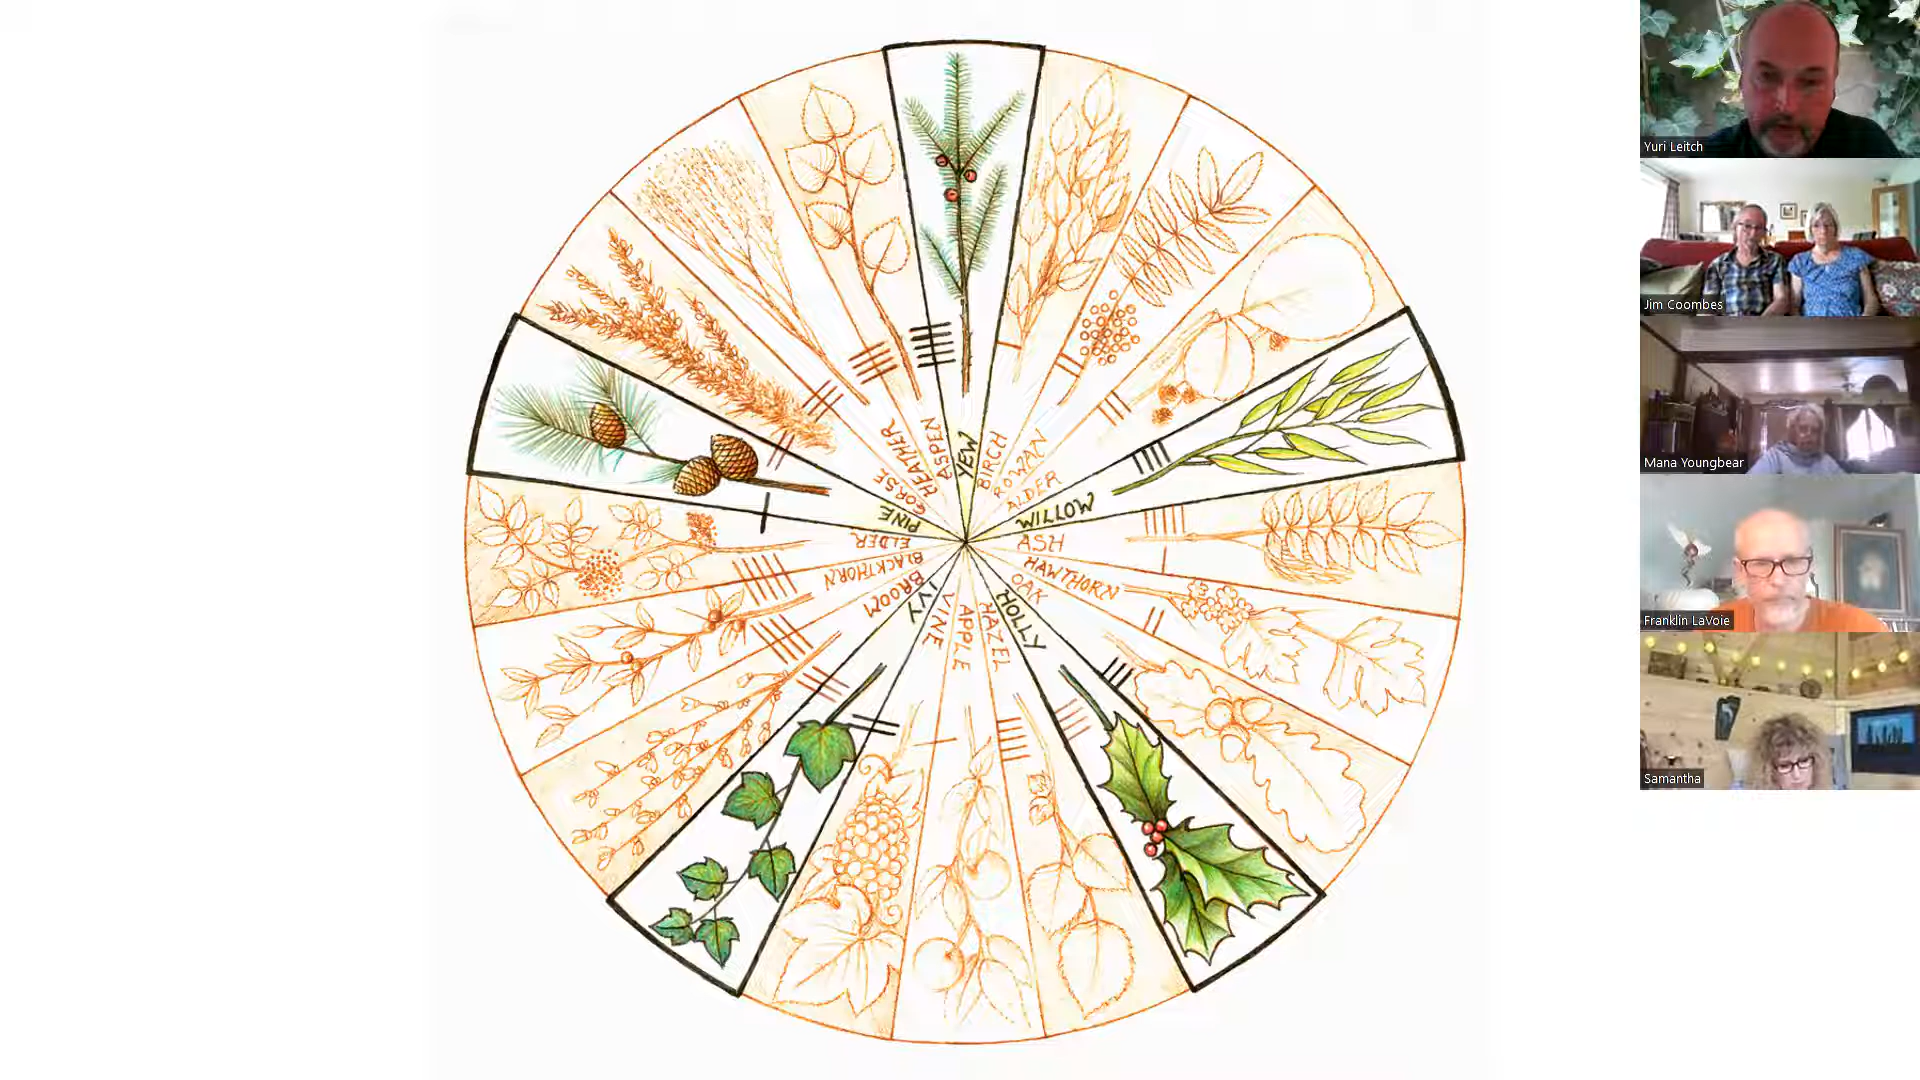 YEW
BIRCH
ROWAN
ALDER
WILLOW
ASH
HAWTHORN
OAK
HOLLY
HAZEL
APPLE
VINE
IVY
BROOM
BLACKTHORN
ELDER
PINE
GORSE
HEATHER
ASPEN
Yuri Leitch
Jim Coombes
Mana Youngbear
Franklin LaVoie
Samantha